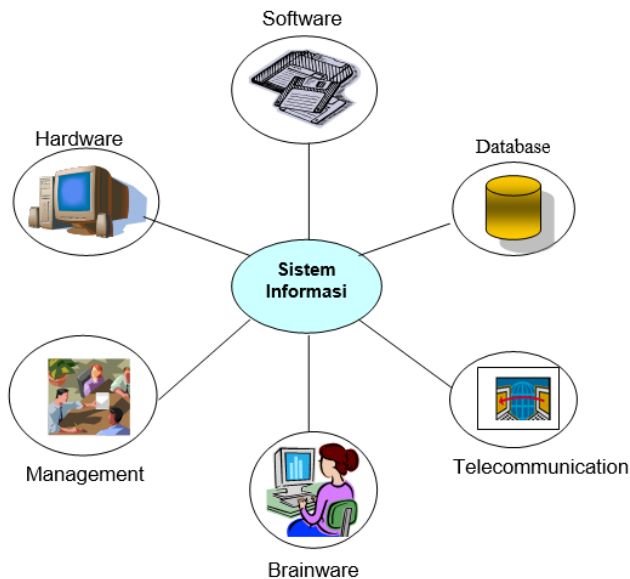 Software
Hardware
Database
Sistem
Informasi
Management
Telecommunication
Brainware